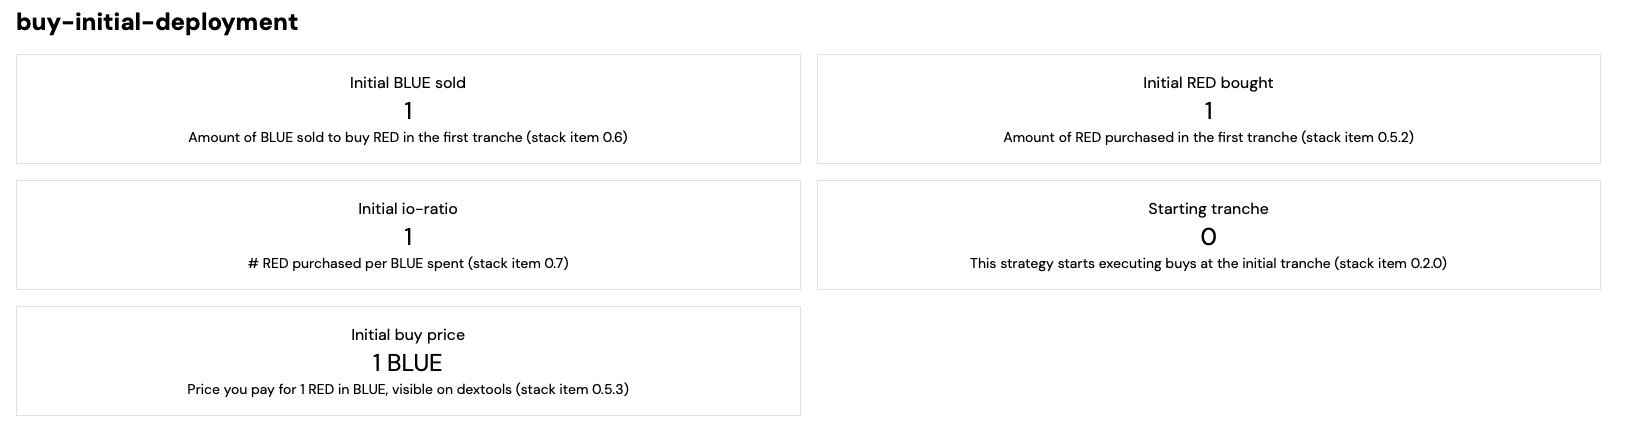 buy-initial-deployment
Initial BLUE sold
1
Amount of BLUE sold to buy RED in the first tranche (stack item 0.6)
Initial RED bought
1
Amount of RED purchased in the first tranche (stack item 0.5.2)
Initial io-ratio
1
# RED purchased per BLUE spent (stack item 0.7)
Starting tranche
0
This strategy starts executing buys at the initial tranche (stack item 0.2.0)
Initial buy price
1 BLUE
Price you pay for 1 RED in BLUE, visible on dextools (stack item 0.5.3)